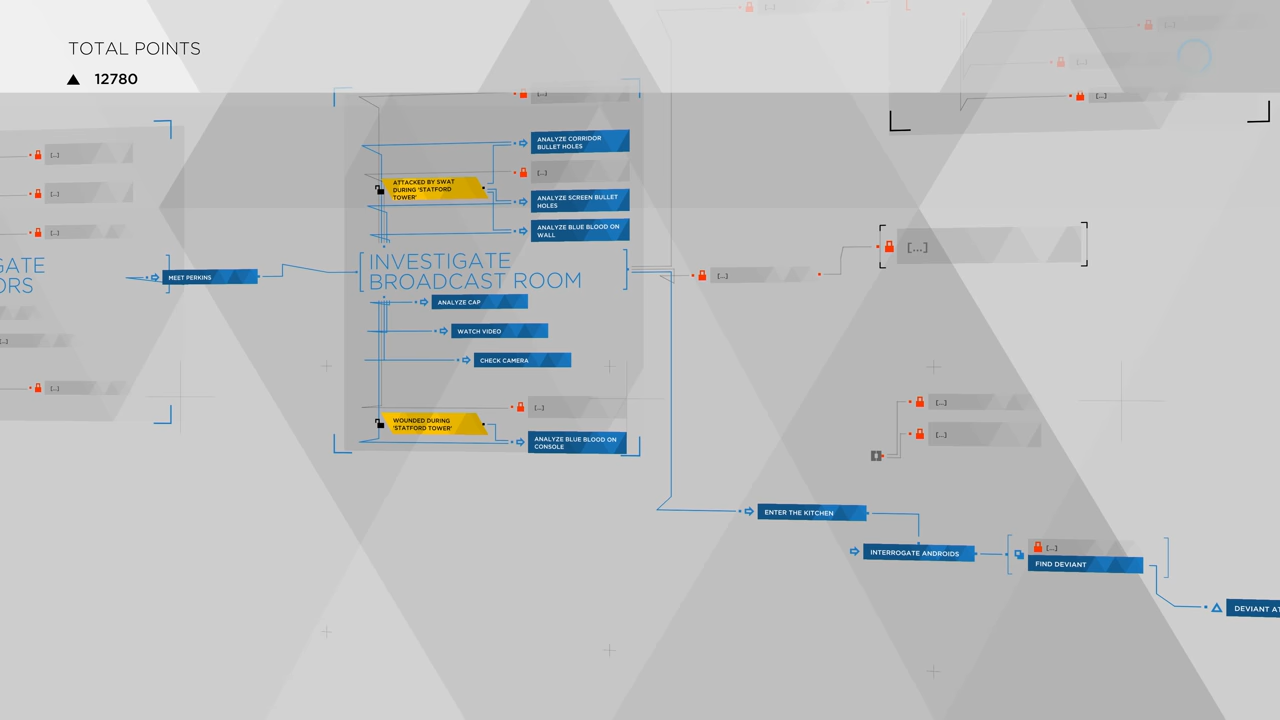 TOTAL POINTS
12780
[...]
[...]
[...]
[...]
[...]
ANALYZE CORRIDOR
BULLET HOLES
[...]
ATTACKED BY SWAT
DURING 'STATFORD
TOWER'
ANALYZE SCREEN BULLET
HOLES
ANALYZE BLUE BLOOD ON
WALL
[...]
[...]
GATE
ORS
MEET PERKINS
INVESTIGATE
BROADCAST ROOM
[...]
ANALYZE CAP
WATCH VIDEO
CHECK CAMERA
[...]
[...]
[...]
[...]
[...]
[...]
WOUNDED DURING
'STATFORD TOWER'
ANALYZE BLUE BLOOD ON
CONSOLE
ENTER THE KITCHEN
INTERROGATE ANDROIDS
[...]
FIND DEVIANT
DEVIANT AT